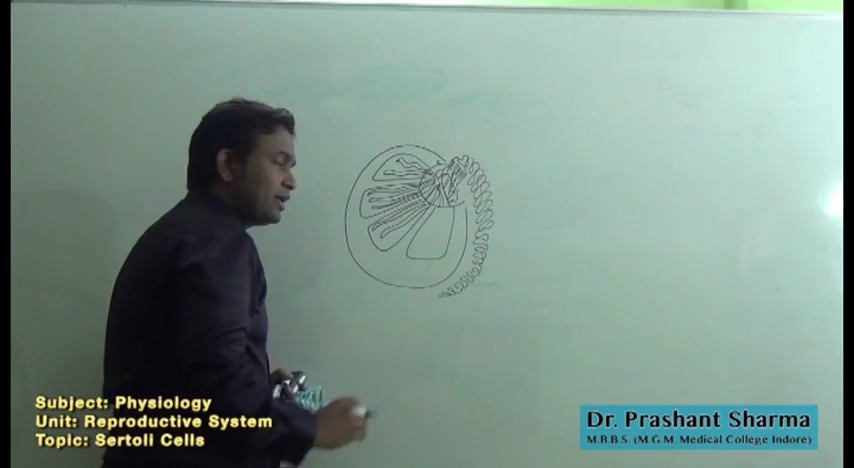 Subject: Physiology
Unit: Reproductive System
Topic: Sertoli Cells
Dr. Prashant Sharma
M.B.B.S. (M.G.M. Medical College Indore)